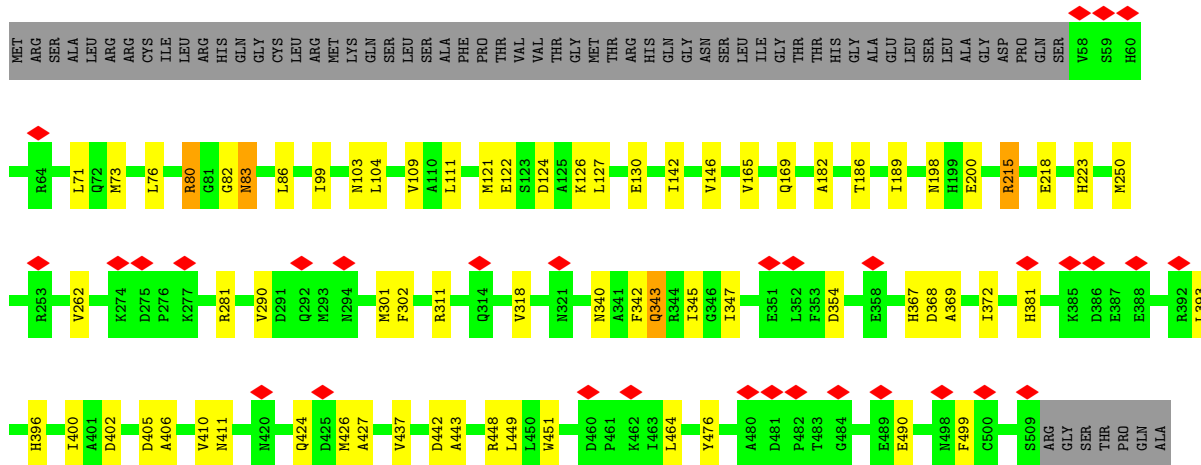 MET ARG SER ALA LEU ARG ARG CYS ILE LEU ARG HIS GLN GLY CYS LEU ARG MET LYS GLN SER LEU SER ALA PHE PRO THR VAL VAL THR GLY MET THR ARG HIS GLN GLY ASN SER LEU ILE GLY THR THR HIS GLY ALA GLU LEU SER LEU ALA GLY ASP PRO GLN SER V58 S59 H60
R64 L71 Q72 M73 L76 R80 G81 G82 N83 L86 I99 N103 L104 V109 A110 L111 M121 E122 S123 D124 A125 K126 L127 E130 I142 V146 V165 Q169 A182 T186 I189 N198 H199 E200 R215 E218 H223 M250
R253 V262 K274 D275 P276 K277 R281 V290 D291 Q292 M293 N294 M301 F302 R311 Q314 V318 N321 N340 A341 F342 Q343 R344 I345 G346 I347 E351 L352 F353 D354 E358 H367 D368 A369 I372 H381 K385 D386 E387 E388 R392 L393
H396 I400 A401 D402 D405 A406 V410 N411 N420 Q424 D425 M426 A427 V437 D442 A443 R448 L449 L450 W451 D460 P461 K462 I463 L464 Y476 A480 D481 P482 T483 G484 E489 E490 N498 F499 C500 S509 ARG GLY SER THR PRO GLN ALA